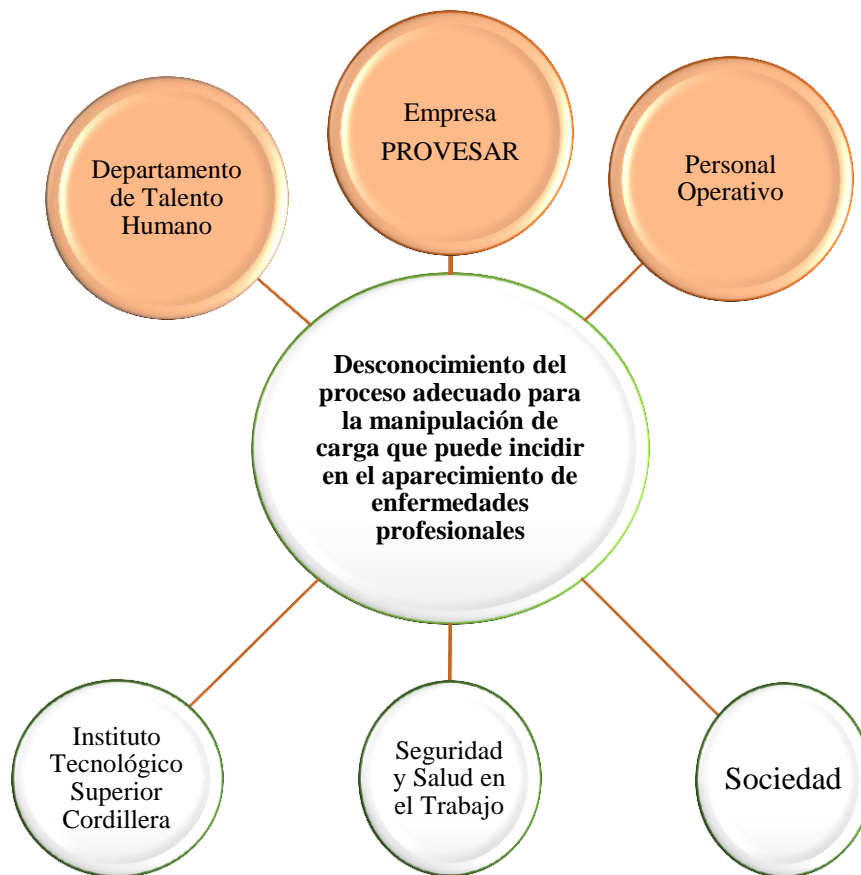 Departamento
de Talento
Humano
Empresa
PROVESAR
Personal
Operativo
Desconocimiento del
proceso adecuado para
la manipulación de
carga que puede incidir
en el aparecimiento de
enfermedades
profesionales
Instituto
Tecnológico
Superior
Cordillera
Seguridad
y Salud en
el Trabajo
Sociedad